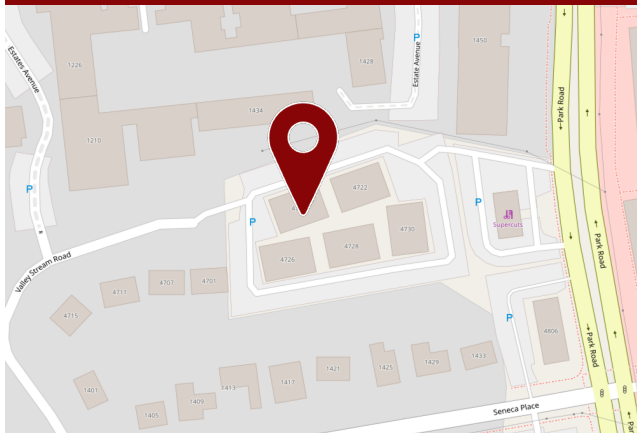 Estates Avenue
1226
1210
1434
1428
Estate Avenue
P
1450
Park Road
Park Road
P
P
4722
4726
4728
4730
P
Supercuts
Park Road
Park Road
Valley Stream Road
4711
4707
4701
4715
P
4806
1401
1405
1409
1413
1417
1421
1425
1429
1433
Seneca Place